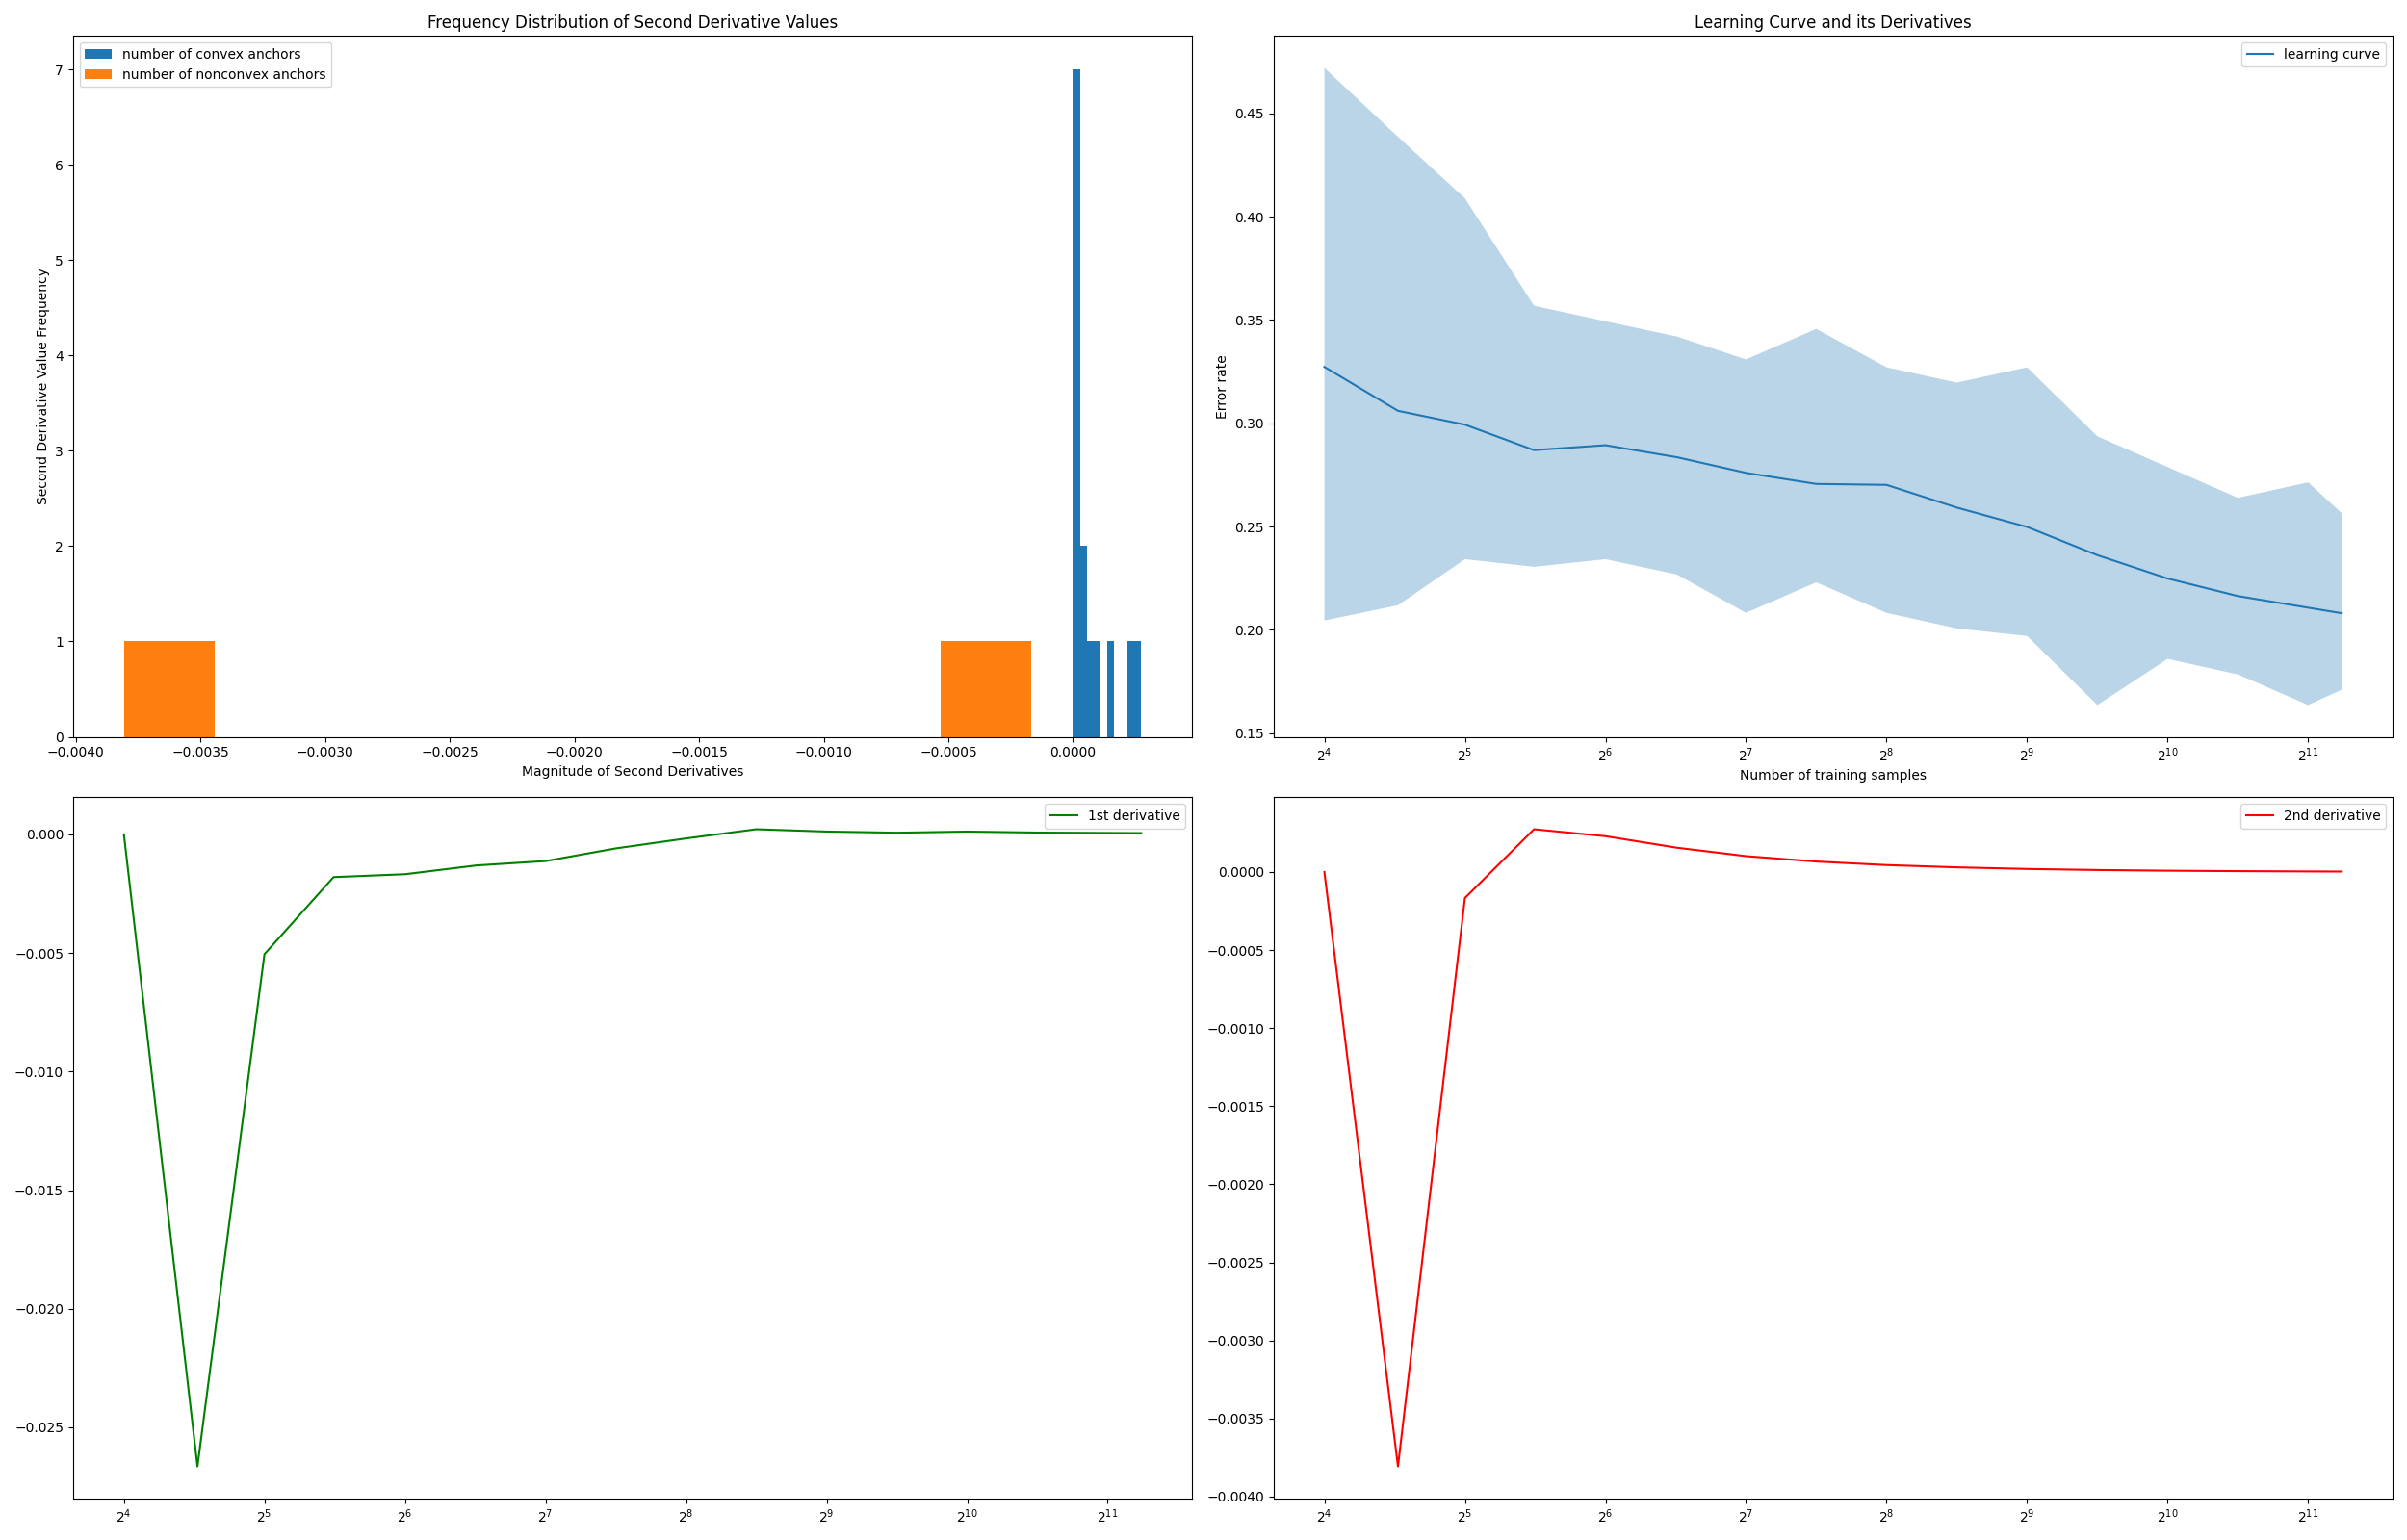 Frequency Distribution of Second Derivative Values
number of convex anchors
number of nonconvex anchors
7
6
5
4
3
2
1
0
Second Derivative Value Frequency
−0.0040 −0.0035 −0.0030 −0.0025 −0.0020 −0.0015 −0.0010 −0.0005 0.0000
Magnitude of Second Derivatives
Learning Curve and its Derivatives
learning curve
0.45
0.40
0.35
0.30
0.25
0.20
0.15
Error rate
2⁴ 2⁵ 2⁶ 2⁷ 2⁸ 2⁹ 2¹⁰ 2¹¹
Number of training samples
1st derivative
0.000
−0.005
−0.010
−0.015
−0.020
−0.025
2⁴ 2⁵ 2⁶ 2⁷ 2⁸ 2⁹ 2¹⁰ 2¹¹
2nd derivative
0.0000
−0.0005
−0.0010
−0.0015
−0.0020
−0.0025
−0.0030
−0.0035
−0.0040
2⁴ 2⁵ 2⁶ 2⁷ 2⁸ 2⁹ 2¹⁰ 2¹¹